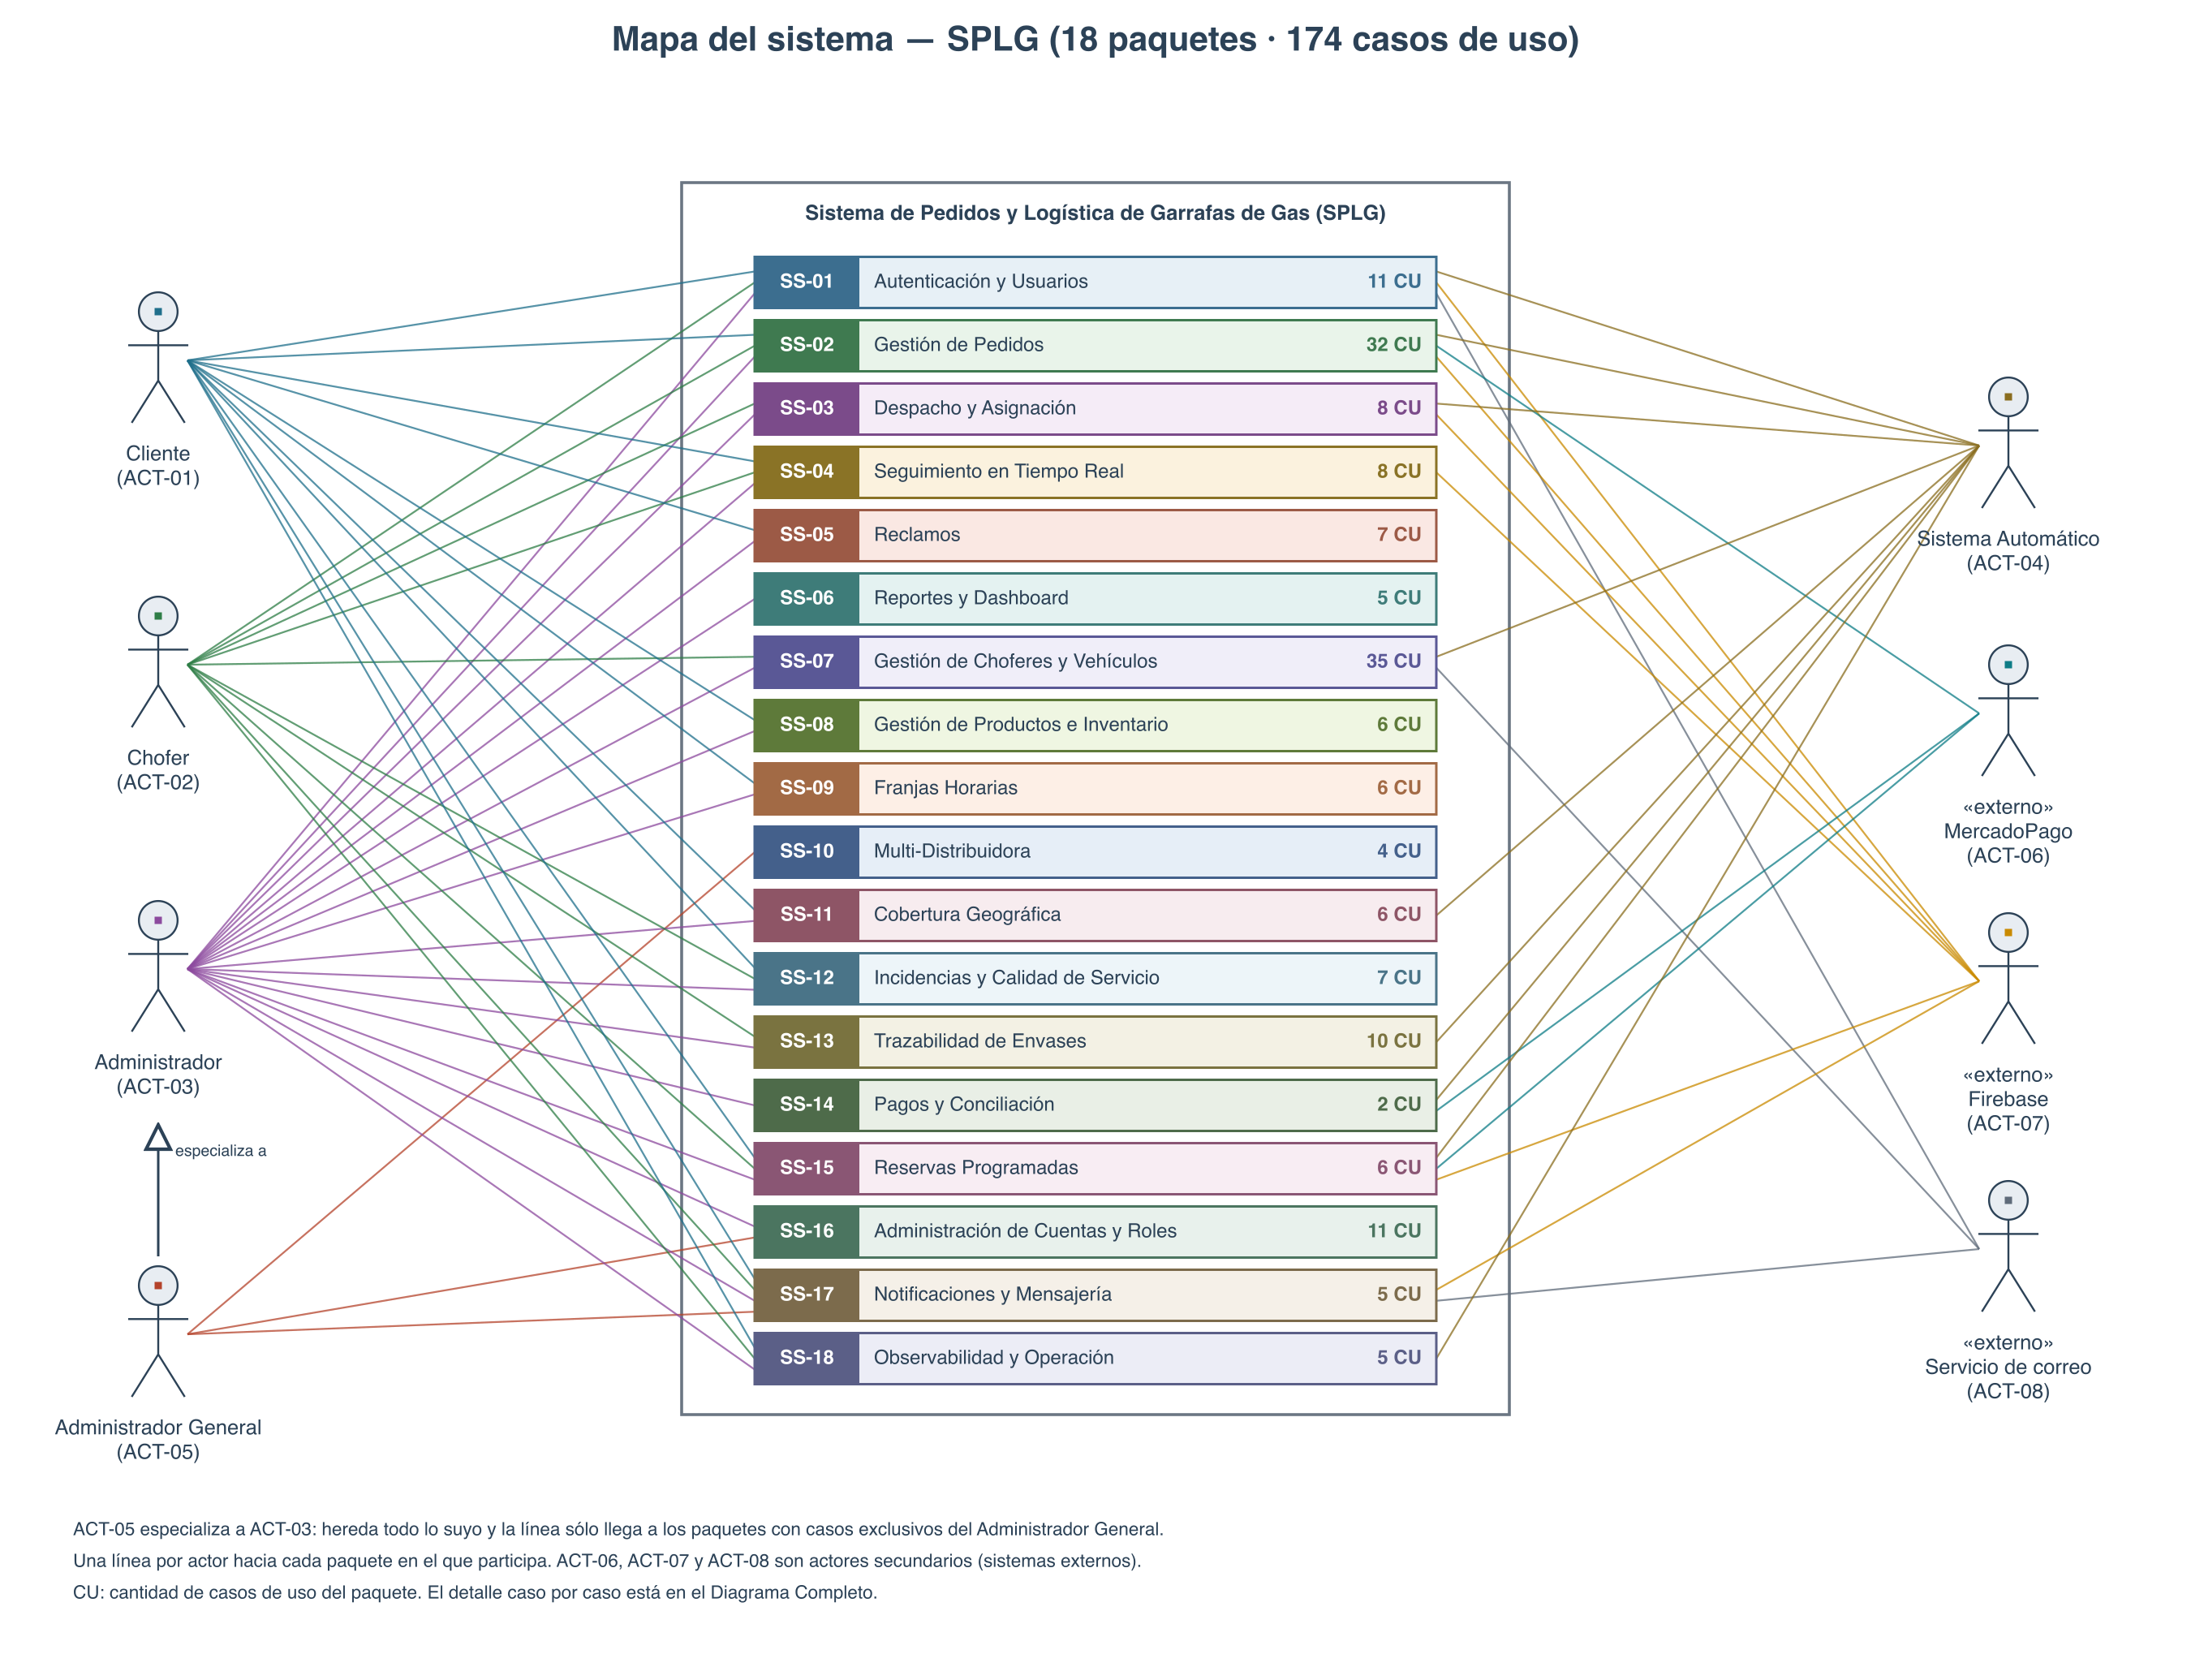 Mapa del sistema — SPLG (18 paquetes · 174 casos de uso)
Sistema de Pedidos y Logística de Garrafas de Gas (SPLG)
SS-01 Autenticación y Usuarios 11 CU
SS-02 Gestión de Pedidos 32 CU
SS-03 Despacho y Asignación 8 CU
SS-04 Seguimiento en Tiempo Real 8 CU
SS-05 Reclamos 7 CU
SS-06 Reportes y Dashboard 5 CU
SS-07 Gestión de Choferes y Vehículos 35 CU
SS-08 Gestión de Productos e Inventario 6 CU
SS-09 Franjas Horarias 6 CU
SS-10 Multi-Distribuidora 4 CU
SS-11 Cobertura Geográfica 6 CU
SS-12 Incidencias y Calidad de Servicio 7 CU
SS-13 Trazabilidad de Envases 10 CU
SS-14 Pagos y Conciliación 2 CU
SS-15 Reservas Programadas 6 CU
SS-16 Administración de Cuentas y Roles 11 CU
SS-17 Notificaciones y Mensajería 5 CU
SS-18 Observabilidad y Operación 5 CU
Cliente
(ACT-01)
Chofer
(ACT-02)
Administrador
(ACT-03)
especializa a
Administrador General
(ACT-05)
Sistema Automático
(ACT-04)
«externo»
MercadoPago
(ACT-06)
«externo»
Firebase
(ACT-07)
«externo»
Servicio de correo
(ACT-08)
ACT-05 especializa a ACT-03: hereda todo lo suyo y la línea sólo llega a los paquetes con casos exclusivos del Administrador General.
Una línea por actor hacia cada paquete en el que participa. ACT-06, ACT-07 y ACT-08 son actores secundarios (sistemas externos).
CU: cantidad de casos de uso del paquete. El detalle caso por caso está en el Diagrama Completo.